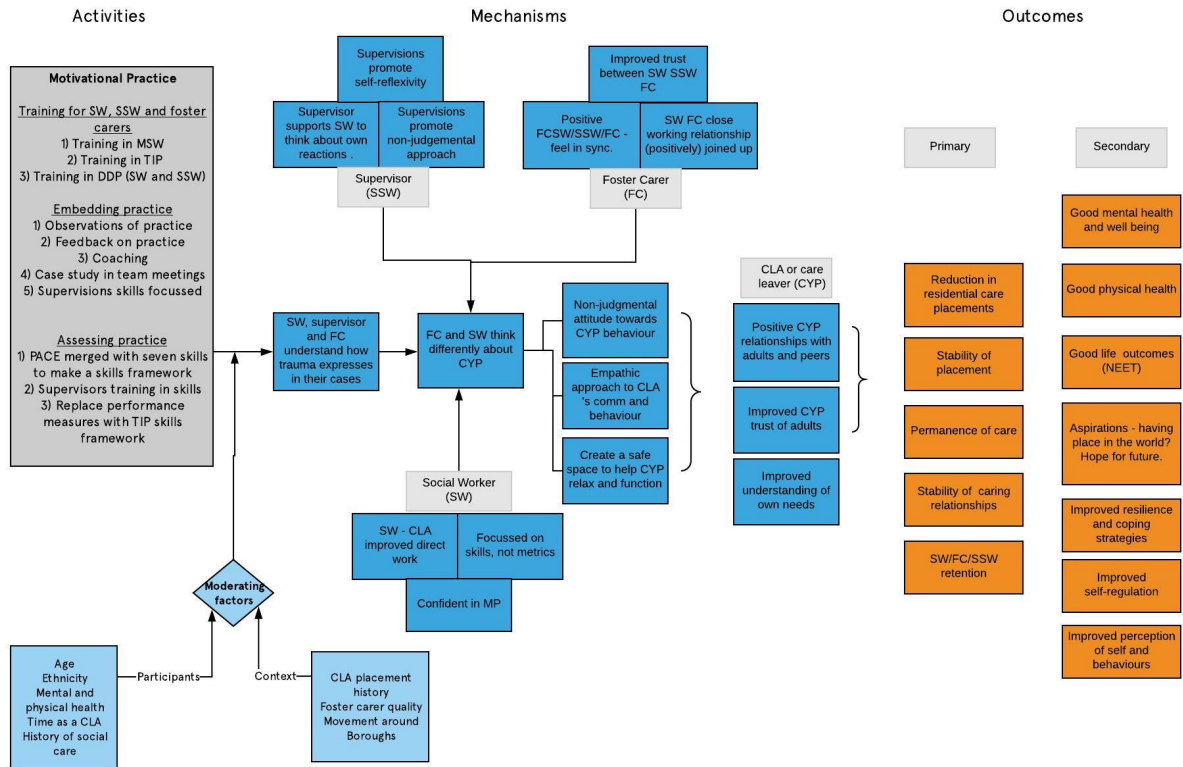 Activities
Mechanisms
Outcomes
Motivational Practice
Training for SW, SSW and foster
carers
1) Training in MSW
2) Training in TIP
3) Training in DDP (SW and SSW)
Embedding practice
1) Observations of practice
2) Feedback on practice
3) Coaching
4) Case study in team meetings
5) Supervisions skills focussed
Assessing practice
1) PACE merged with seven skills
to make a skills framework
2) Supervisors training in skills
3) Replace performance
measures with TIP skills
framework
Supervisions
promote
self-reflexivity
Supervisor
supports SW to
think about own
reactions .
Supervisions
promote
non-judgemental
approach
Supervisor
(SSW)
Improved trust
between SW SSW
FC
Positive
FCSW/SSW/FC -
feel in sync.
SW FC close
working relationship
(positively) joined up
Foster Carer
(FC)
SW, supervisor
and FC
understand how
trauma expresses
in their cases
FC and SW think
differently about
CYP
Non-judgmental
attitude towards
CYP behaviour
Empathic
approach to CLA
's comm and
behaviour
Create a safe
space to help CYP
relax and function
Social Worker
(SW)
SW - CLA
improved direct
work
Focussed on
skills, not metrics
Confident in MP
CLA or care
leaver (CYP)
Positive CYP
relationships with
adults and peers
Improved CYP
trust of adults
Improved
understanding of
own needs
Primary
Reduction in
residential care
placements
Stability of
placement
Permanence of care
Stability of caring
relationships
SW/FC/SSW
retention
Secondary
Good mental health
and well being
Good physical health
Good life outcomes
(NEET)
Aspirations - having
place in the world?
Hope for future.
Improved resilience
and coping
strategies
Improved
self-regulation
Improved perception
of self and
behaviours
Moderating
factors
Participants
Context
Age
Ethnicity
Mental and
physical health
Time as a CLA
History of social
care
CLA placement
history
Foster carer quality
Movement around
Boroughs